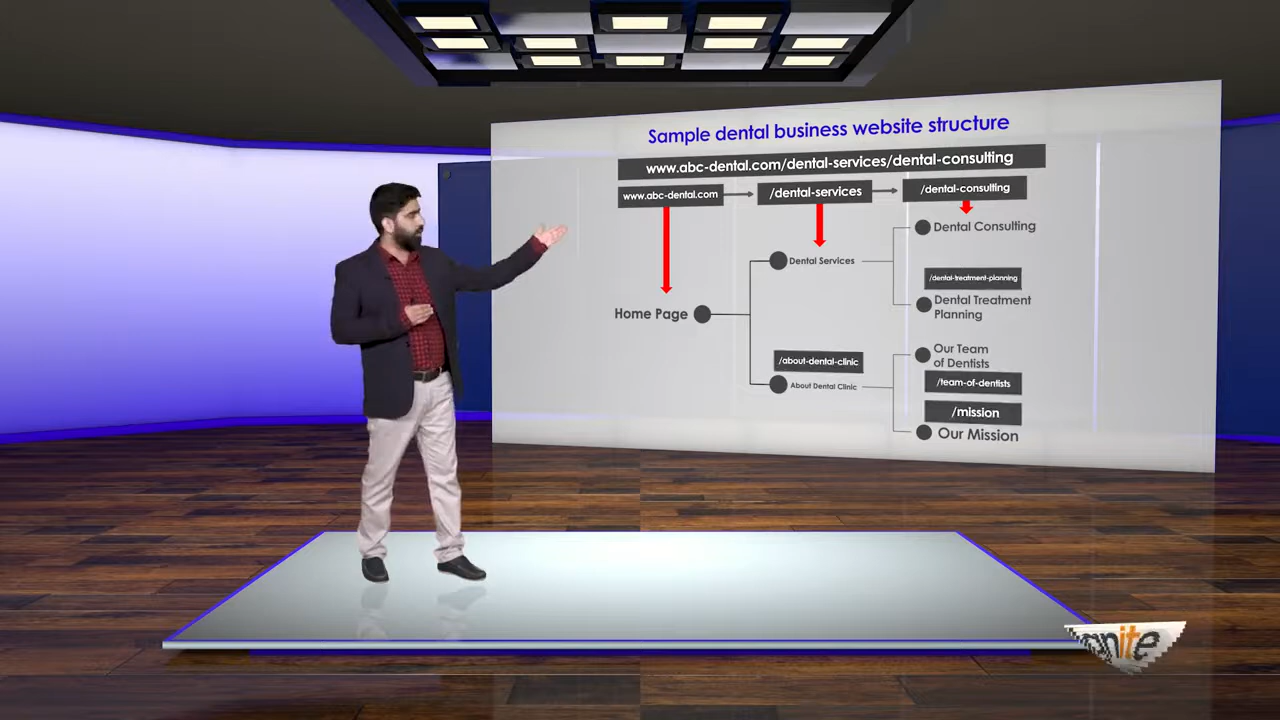 Sample dental business website structure
www.abc-dental.com/dental-services/dental-consulting
www.abc-dental.com
/dental-services
/dental-consulting
Dental Consulting
Dental Services
/dental-treatment-planning
Dental Treatment
Planning
Home Page
Our Team
of Dentists
/about-dental-clinic
/team-of-dentists
About Dental Clinic
/mission
Our Mission